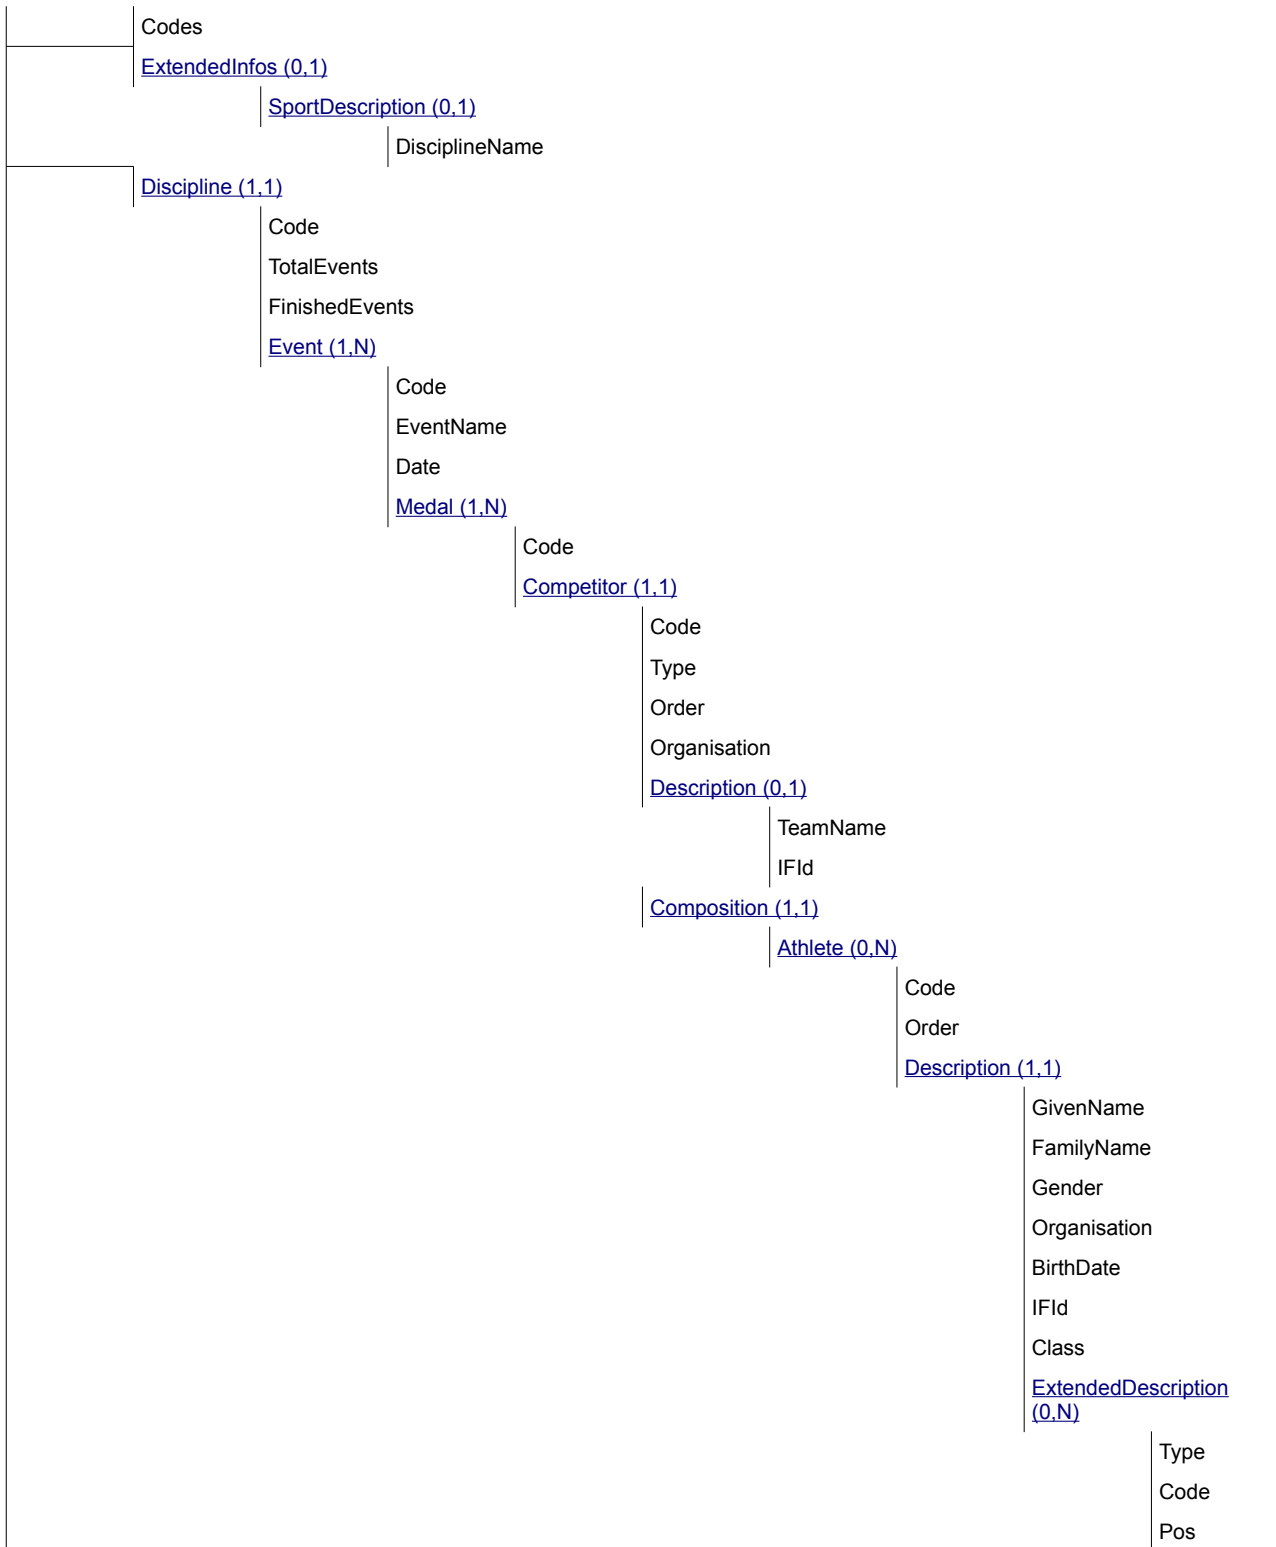 Codes
ExtendedInfos (0,1)
SportDescription (0,1)
DisciplineName
Discipline (1,1)
Code
TotalEvents
FinishedEvents
Event (1,N)
Code
EventName
Date
Medal (1,N)
Code
Competitor (1,1)
Code
Type
Order
Organisation
Description (0,1)
TeamName
IFId
Composition (1,1)
Athlete (0,N)
Code
Order
Description (1,1)
GivenName
FamilyName
Gender
Organisation
BirthDate
IFId
Class
ExtendedDescription
(0,N)
Type
Code
Pos